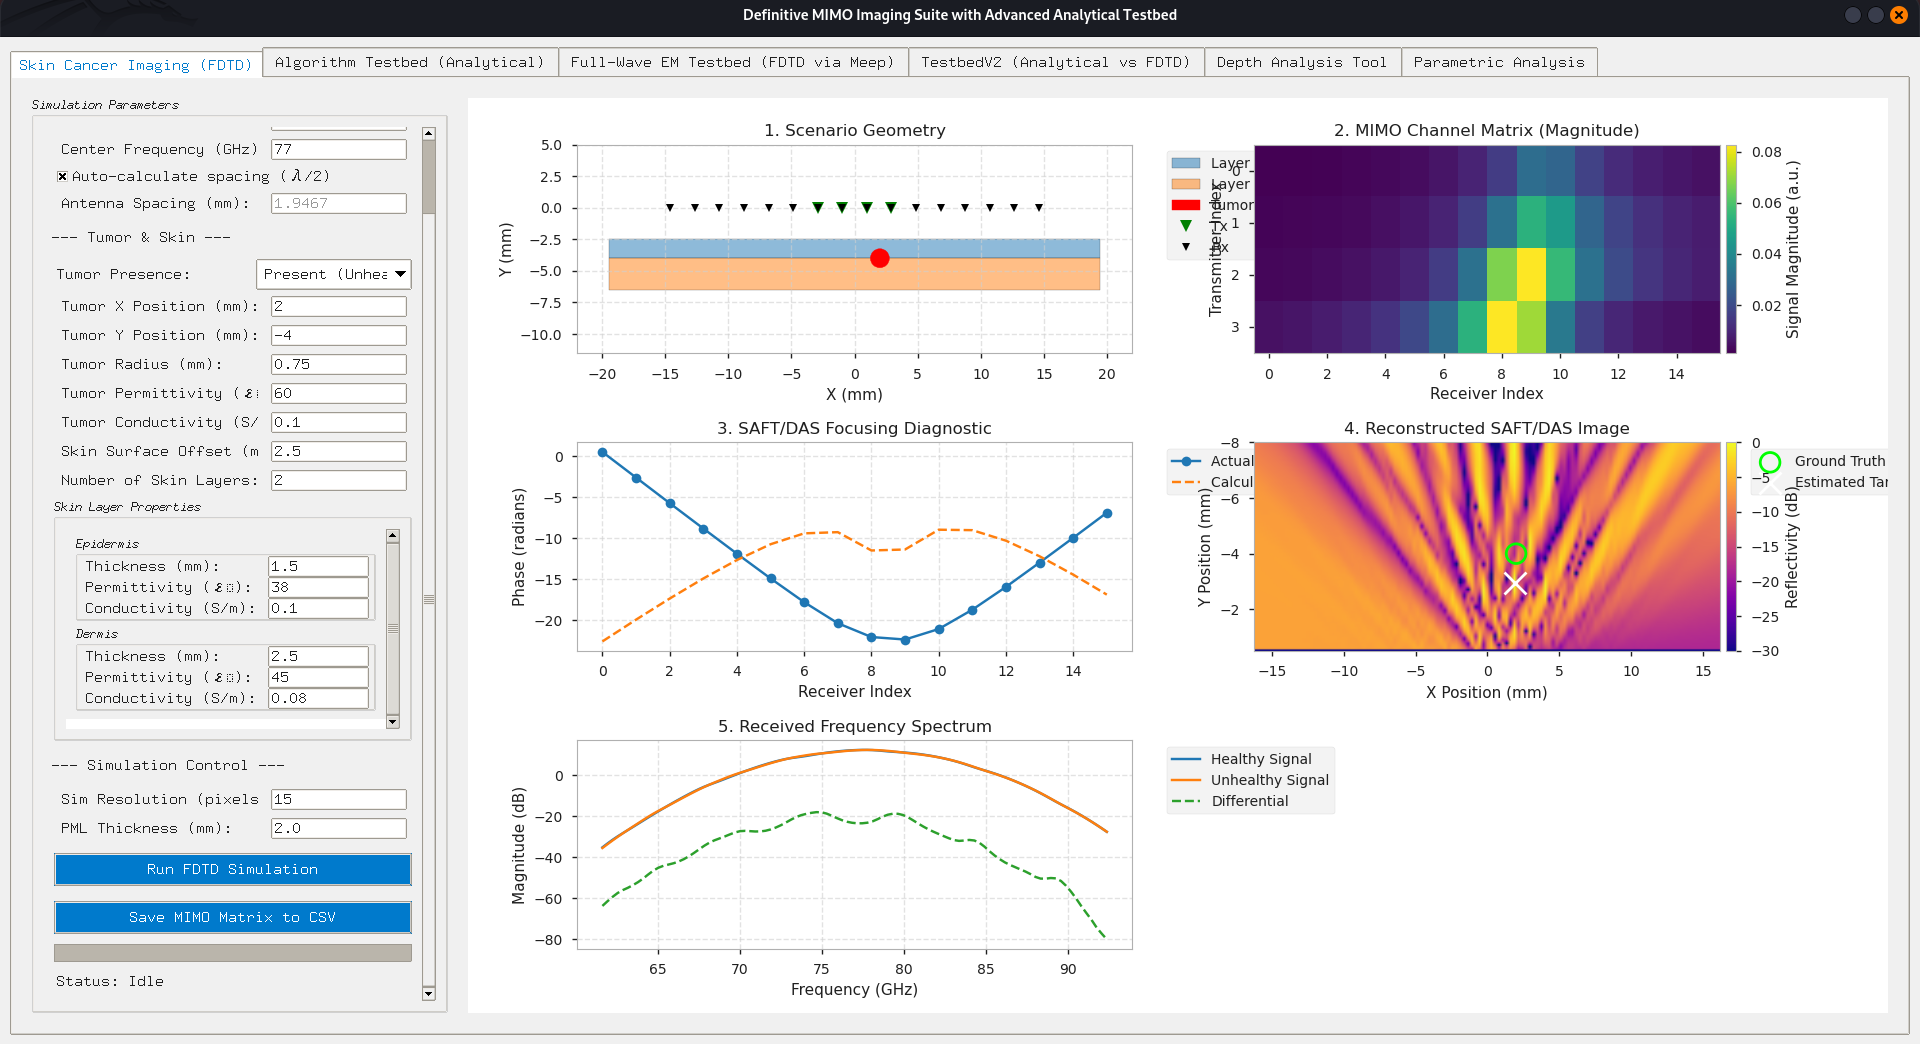 Definitive MIMO Imaging Suite with Advanced Analytical Testbed
Skin Cancer Imaging (FDTD)
Algorithm Testbed (Analytical)
Full-Wave EM Testbed (FDTD via Meep)
TestbedV2 (Analytical vs FDTD)
Depth Analysis Tool
Parametric Analysis
Simulation Parameters
Center Frequency (GHz) 77
Auto-calculate spacing (λ/2)
Antenna Spacing (mm): 1.9467
--- Tumor & Skin ---
Tumor Presence: Present (Unhea
Tumor X Position (mm): 2
Tumor Y Position (mm): -4
Tumor Radius (mm): 0.75
Tumor Permittivity (ε 60
Tumor Conductivity (S/ 0.1
Skin Surface Offset (m 2.5
Number of Skin Layers: 2
Skin Layer Properties
Epidermis
Thickness (mm): 1.5
Permittivity (ε): 38
Conductivity (S/m): 0.1
Dermis
Thickness (mm): 2.5
Permittivity (ε): 45
Conductivity (S/m): 0.08
--- Simulation Control ---
Sim Resolution (pixels 15
PML Thickness (mm): 2.0
Run FDTD Simulation
Save MIMO Matrix to CSV
Status: Idle
1. Scenario Geometry
5.0
2.5
0.0
−2.5
−5.0
−7.5
−10.0
Y (mm)
−20 −15 −10 −5 0 5 10 15 20
X (mm)
Layer
Layer
Tumor
Tx
Rx
2. MIMO Channel Matrix (Magnitude)
0
1
2
3
Transmitter Index
0 2 4 6 8 10 12 14
Receiver Index
0.08
0.06
0.04
0.02
Signal Magnitude (a.u.)
3. SAFT/DAS Focusing Diagnostic
0
−5
−10
−15
−20
Phase (radians)
0 2 4 6 8 10 12 14
Receiver Index
Actual
Calcul
4. Reconstructed SAFT/DAS Image
−8
−6
−4
−2
Y Position (mm)
−15 −10 −5 0 5 10 15
X Position (mm)
0
−5
−10
−15
−20
−25
−30
Reflectivity (dB)
Ground Truth
Estimated Tar
5. Received Frequency Spectrum
0
−20
−40
−60
−80
Magnitude (dB)
65 70 75 80 85 90
Frequency (GHz)
Healthy Signal
Unhealthy Signal
Differential